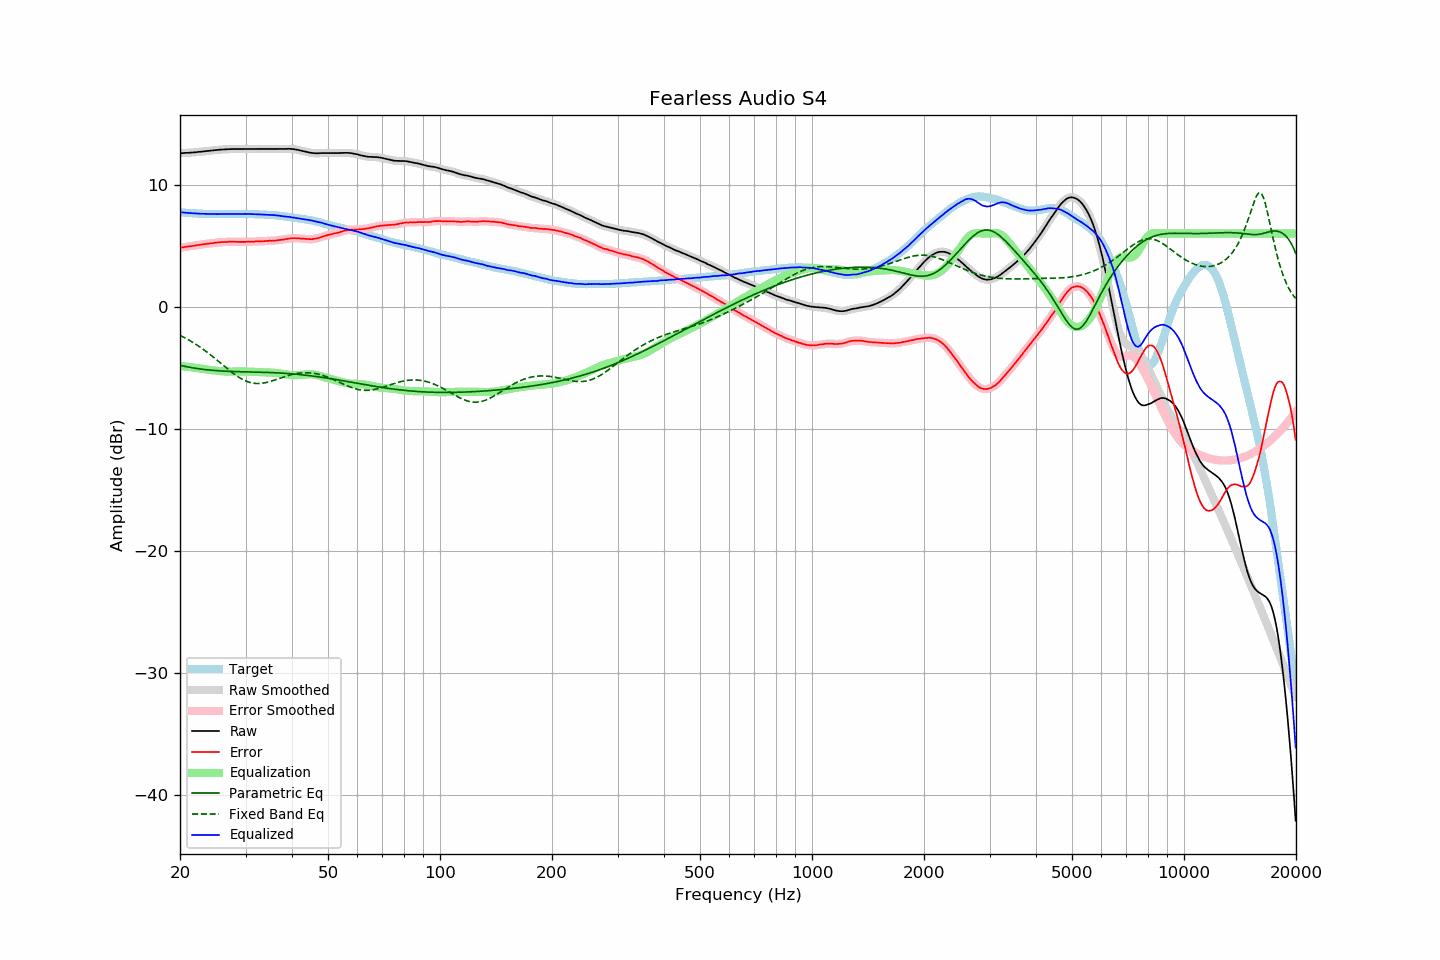 Fearless Audio S4
Amplitude (dBr)
10
0
−10
−20
−30
−40
Target
Raw Smoothed
Error Smoothed
Raw
Error
Equalization
Parametric Eq
Fixed Band Eq
Equalized
20 50 100 200 500 1000 2000 5000 10000 20000
Frequency (Hz)